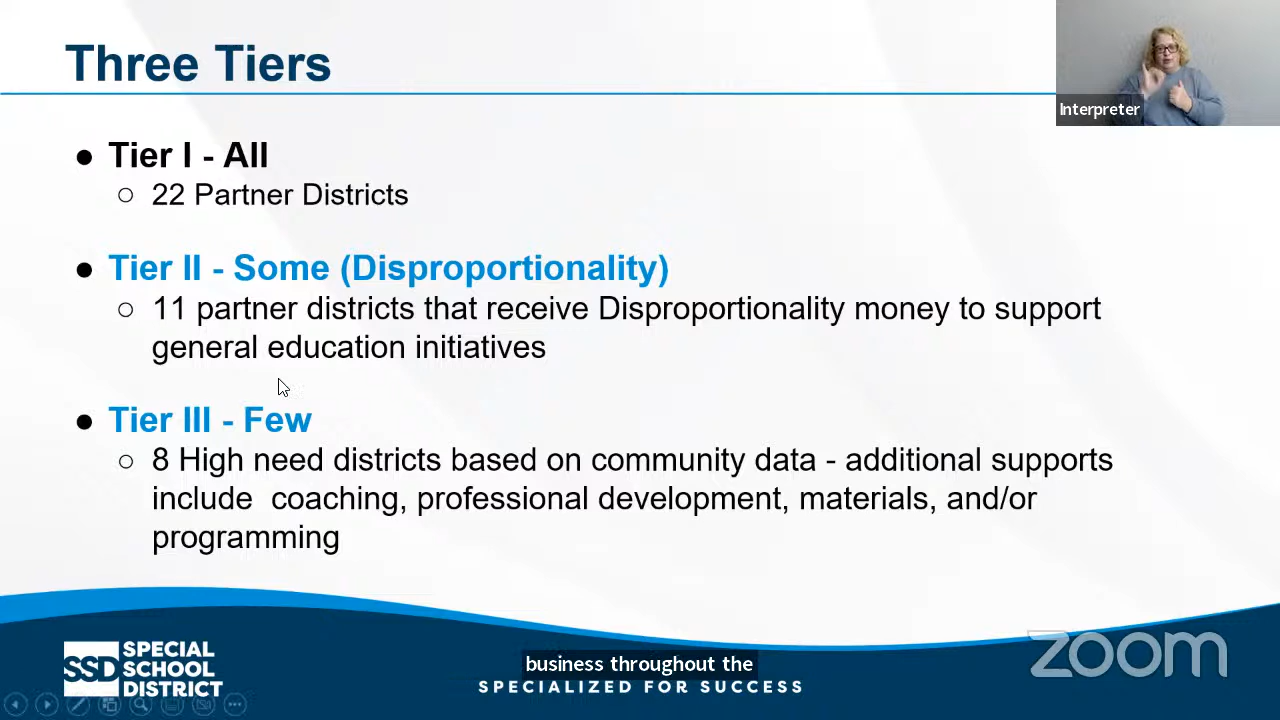 Three Tiers
Interpreter
● Tier I - All
○ 22 Partner Districts
● Tier II - Some (Disproportionality)
○ 11 partner districts that receive Disproportionality money to support
general education initiatives
● Tier III - Few
○ 8 High need districts based on community data - additional supports
include  coaching, professional development, materials, and/or
programming
SSD
SPECIAL
SCHOOL
DISTRICT
business throughout the
SPECIALIZED FOR SUCCESS
zoom